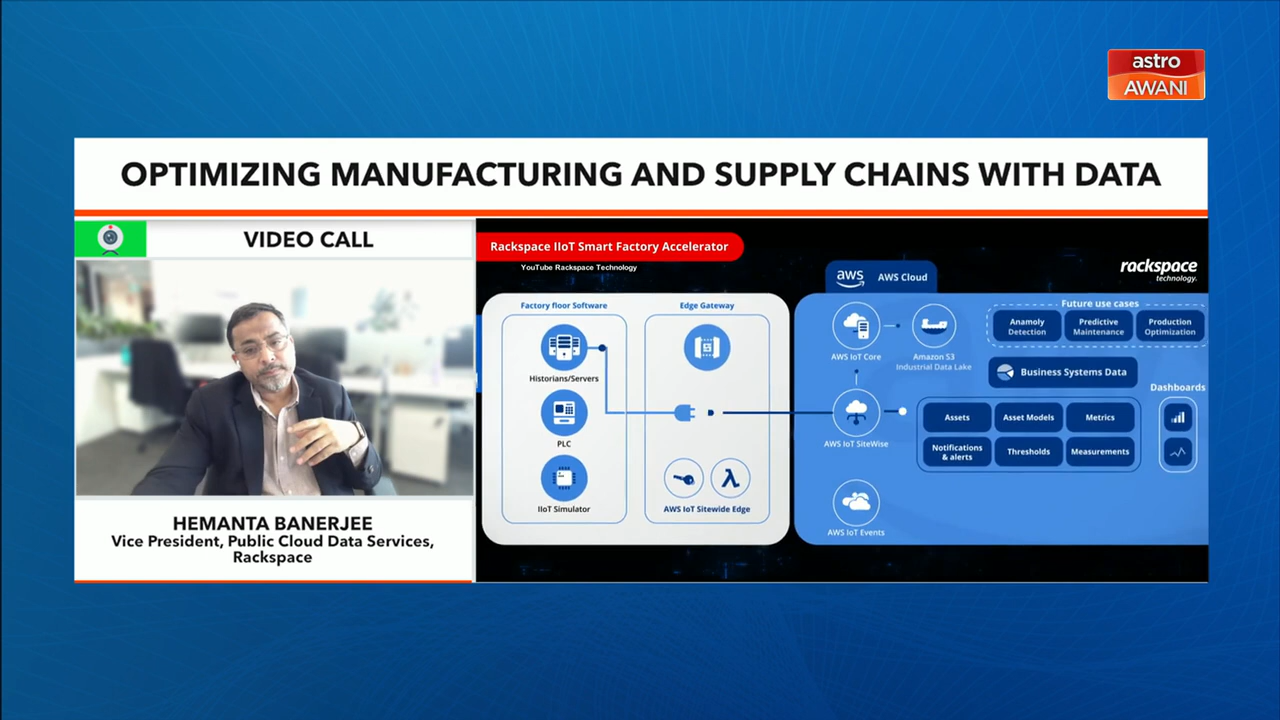 astro
AWANI
OPTIMIZING MANUFACTURING AND SUPPLY CHAINS WITH DATA
VIDEO CALL
HEMANTA BANERJEE
Vice President, Public Cloud Data Services,
Rackspace
Rackspace IIoT Smart Factory Accelerator
YouTube Rackspace Technology
rackspace
technology.
Factory floor Software
Historians/Servers
PLC
IIoT Simulator
Edge Gateway
AWS IoT Sitewide Edge
aws
AWS Cloud
AWS IoT Core
Amazon S3
Industrial Data Lake
AWS IoT SiteWise
AWS IoT Events
Future use cases
Anamoly
Detection
Predictive
Maintenance
Production
Optimization
Business Systems Data
Assets
Asset Models
Metrics
Notifications
& alerts
Thresholds
Measurements
Dashboards